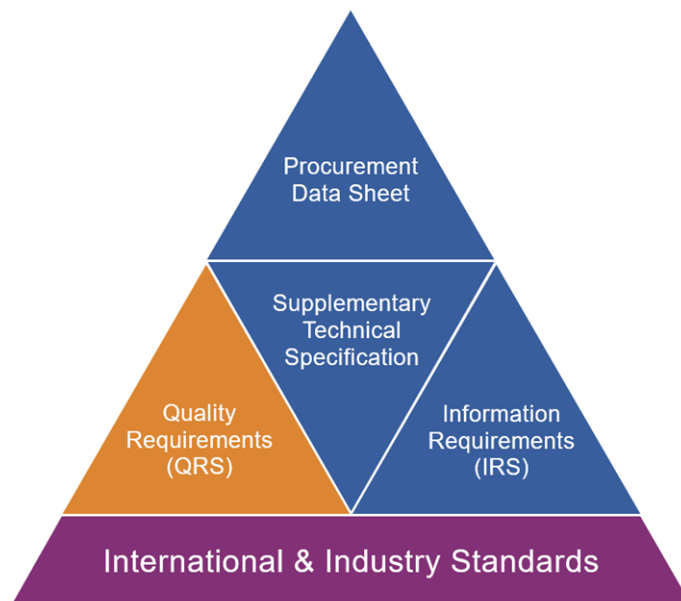 Procurement
Data Sheet
Supplementary
Technical
Specification
Quality
Requirements
(QRS)
Information
Requirements
(IRS)
International & Industry Standards